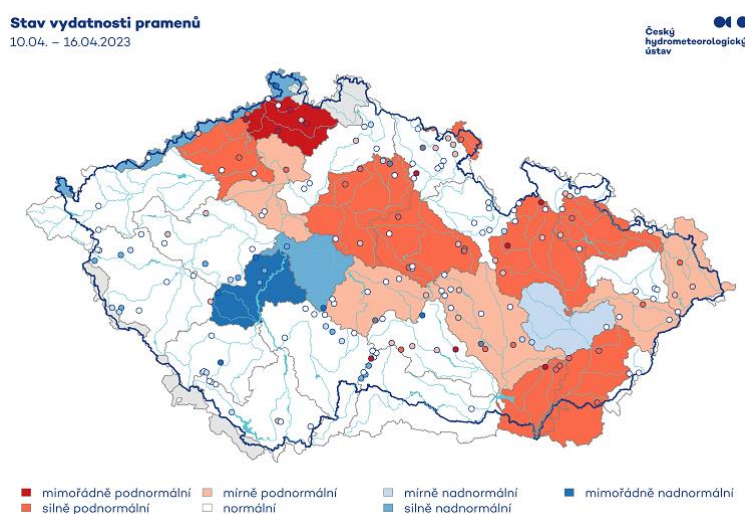 Stav vydatnosti pramenů
10.04. – 16.04.2023
Český
hydrometeorologický
ústav
mimořádně podnormální
mírně podnormální
mírně nadnormální
mimořádně nadnormální
silně podnormální
normální
silně nadnormální